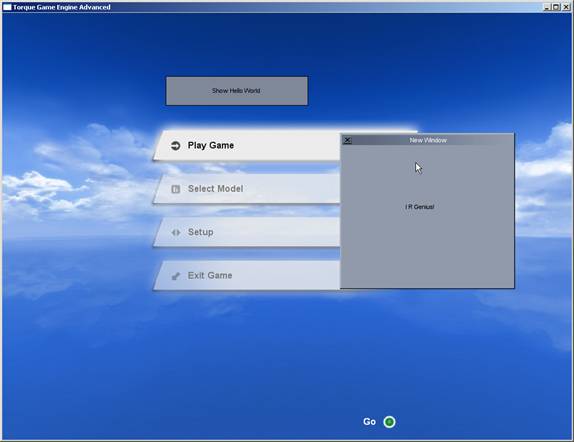 Torque Game Engine Advanced
Show Hello World
Play Game
New Window
Select Model
I R Genius!
Setup
Exit Game
Go